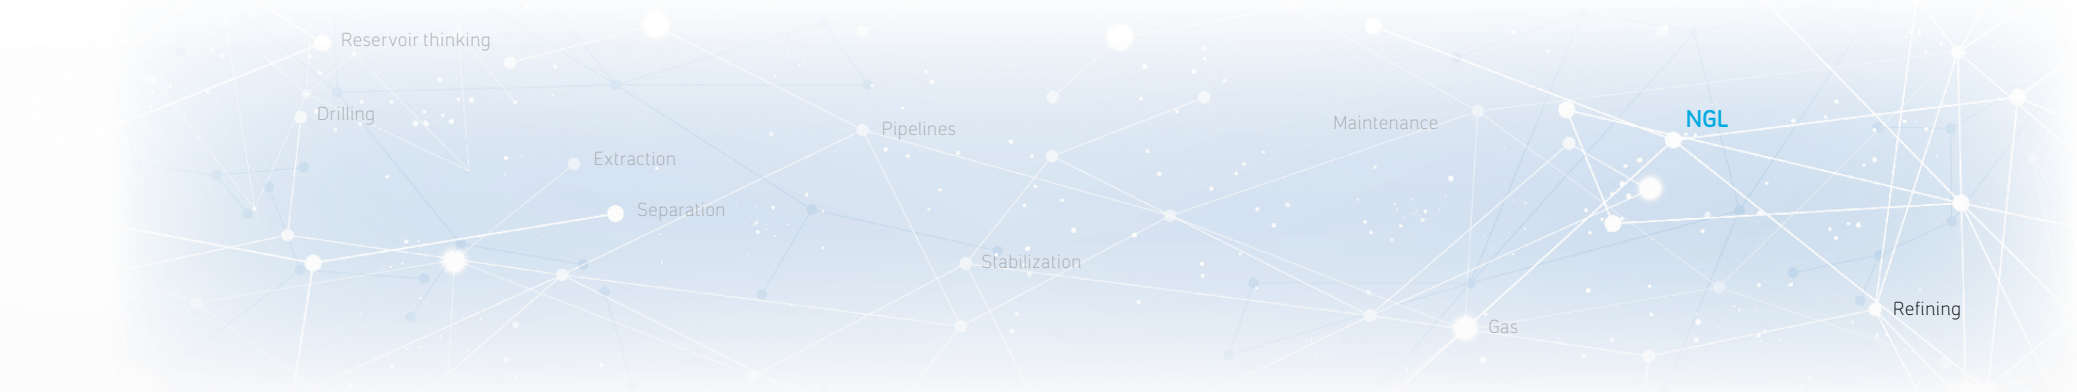 Reservoir thinking
Drilling
NGL
Maintenance
Pipelines
Extraction
Separation
Stabilization
Refining
Gas